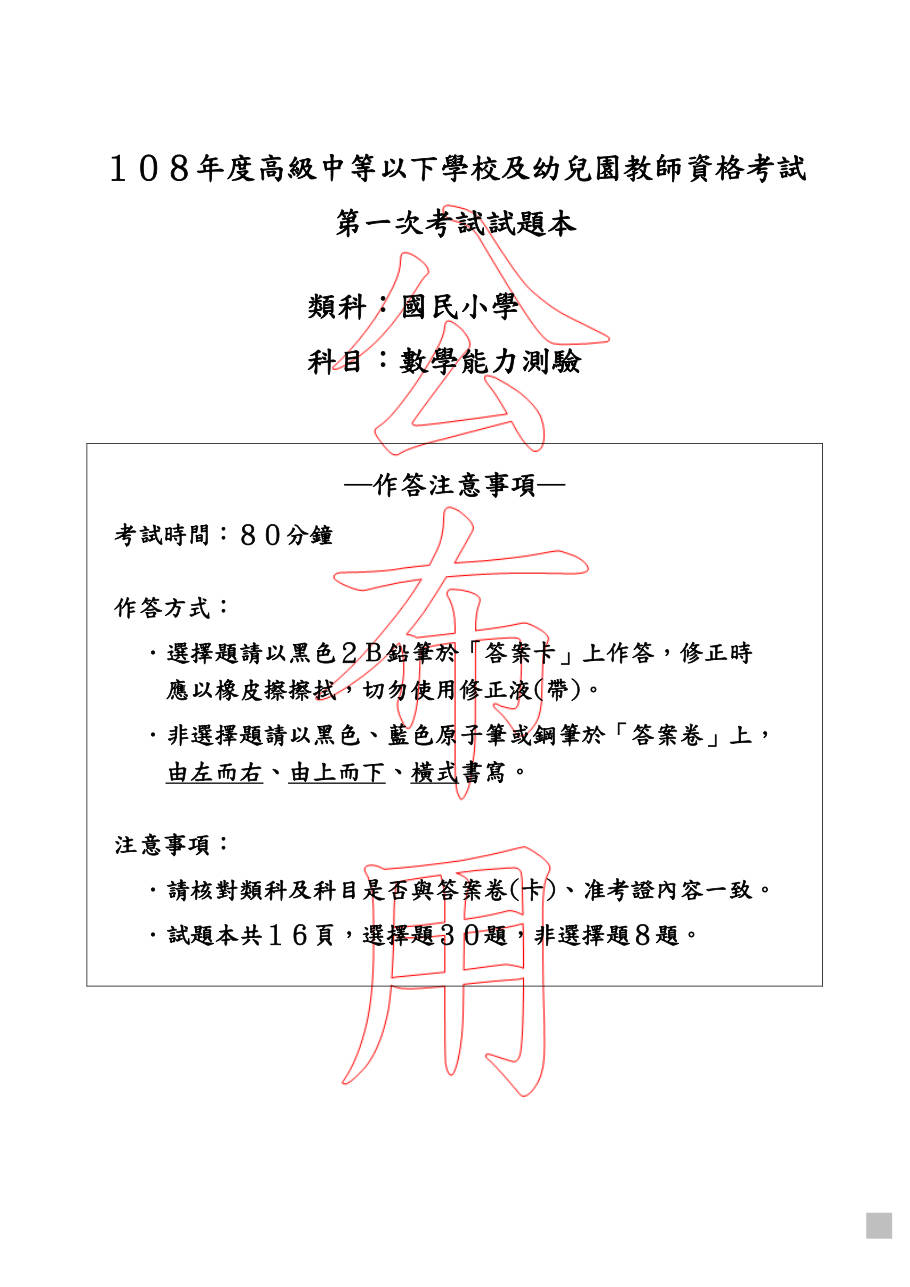 １０８年度高級中等以下學校及幼兒園教師資格考試
第一次考試試題本
類科：國民小學
科目：數學能力測驗
—作答注意事項—
考試時間：８０分鐘
作答方式：
．選擇題請以黑色２Ｂ鉛筆於「答案卡」上作答，修正時
應以橡皮擦擦拭，切勿使用修正液(帶)。
．非選擇題請以黑色、藍色原子筆或鋼筆於「答案卷」上，
由左而右、由上而下、橫式書寫。
注意事項：
．請核對類科及科目是否與答案卷(卡)、准考證內容一致。
．試題本共１６頁，選擇題３０題，非選擇題８題。
公布用